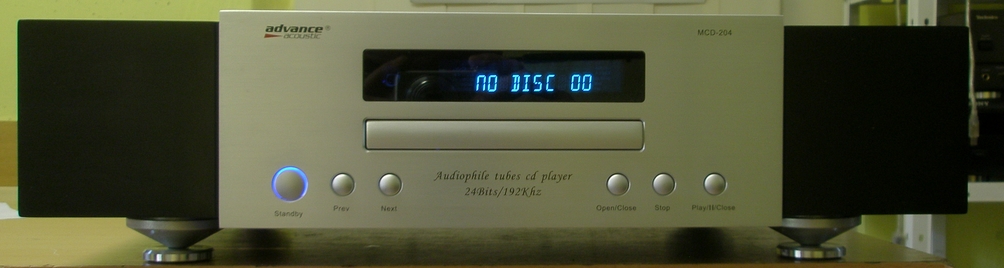 advance®
acoustic
MCD-204
NO DISC 00
Audiophile tubes cd player
24Bits/192Khz
Standby
Prev
Next
Open/Close
Stop
Play/II/Close